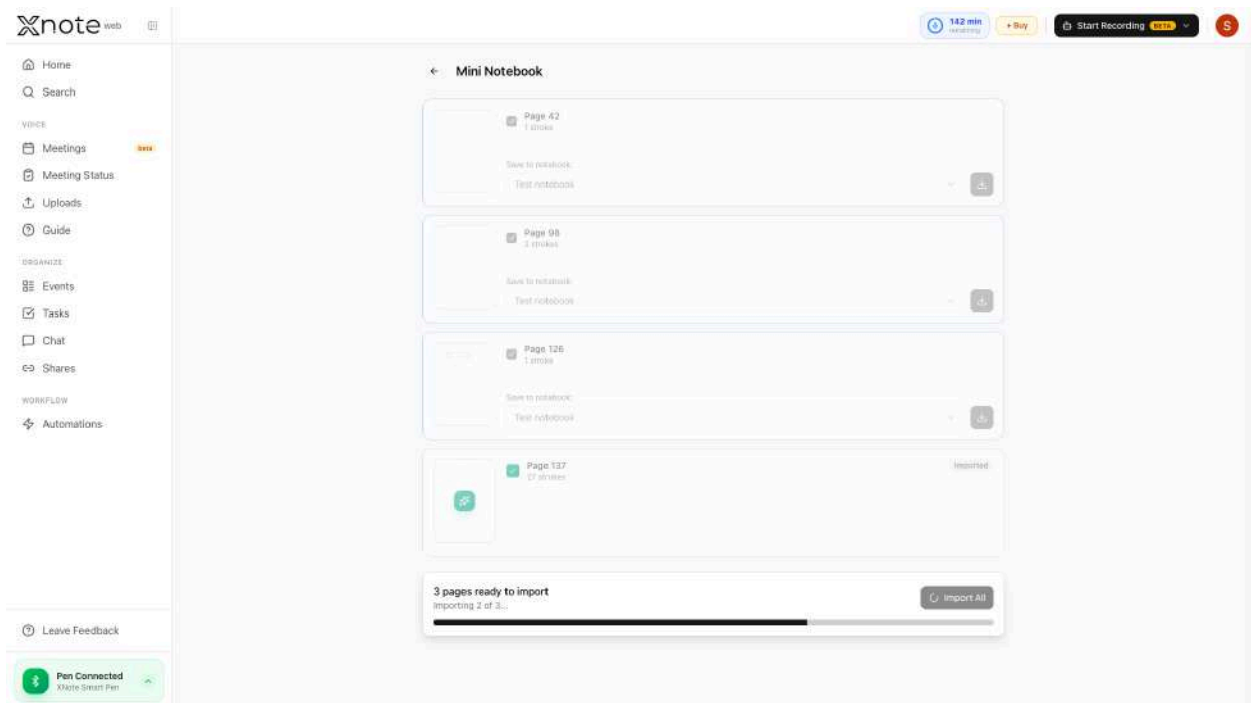 Xnote web
142 min
remaining
+ Buy
Start Recording BETA
S
Home
Search
VOICE
Meetings
beta
Meeting Status
Uploads
Guide
ORGANIZE
Events
Tasks
Chat
Shares
WORKFLOW
Automations
Leave Feedback
Pen Connected
XNote Smart Pen
Mini Notebook
Page 42
1 stroke
Save to notebook:
Test notebook
Page 98
strokes
Save to notebook:
Test notebook
Page 126
1 stroke
Save to notebook:
Test notebook
Page 137
strokes
Imported
3 pages ready to import
Importing 2 of 3...
Import All